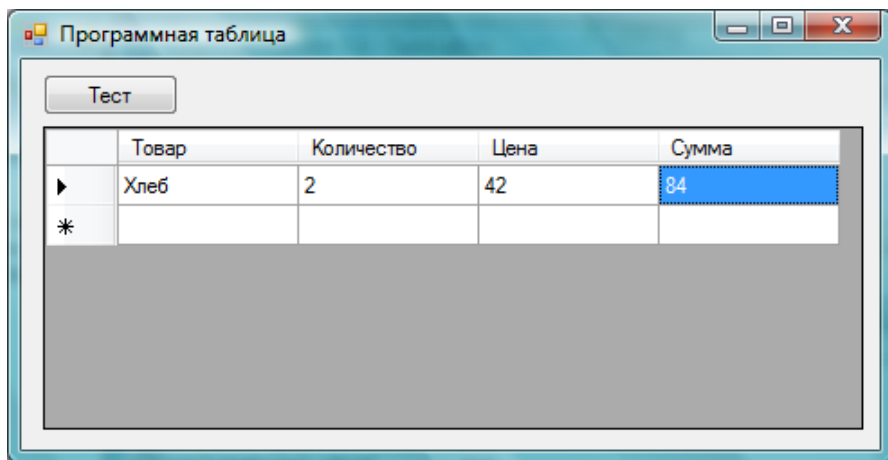 Программная таблица
Тест
Товар Количество Цена Сумма
Хлеб 2 42 84